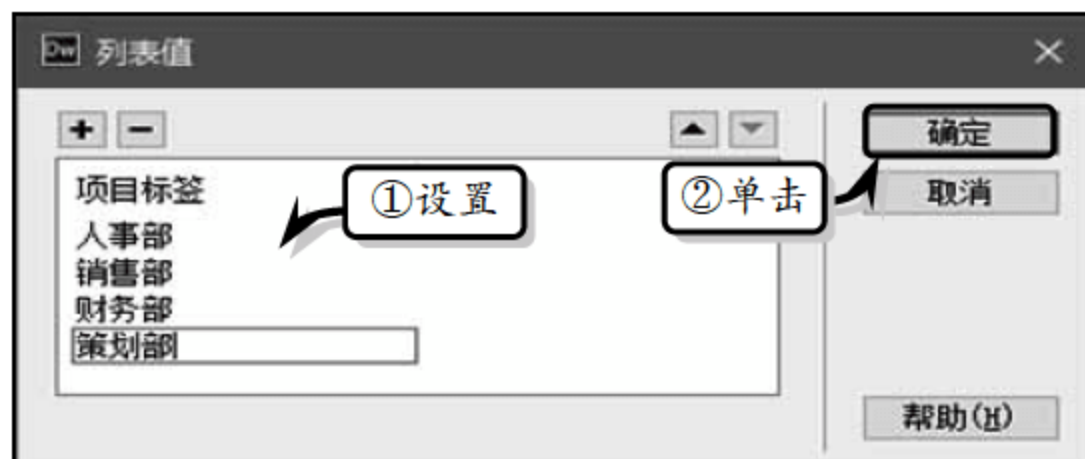 Dw 列表值
确定
取消
项目标签
①设置
②单击
人事部
销售部
财务部
策划部
帮助(H)